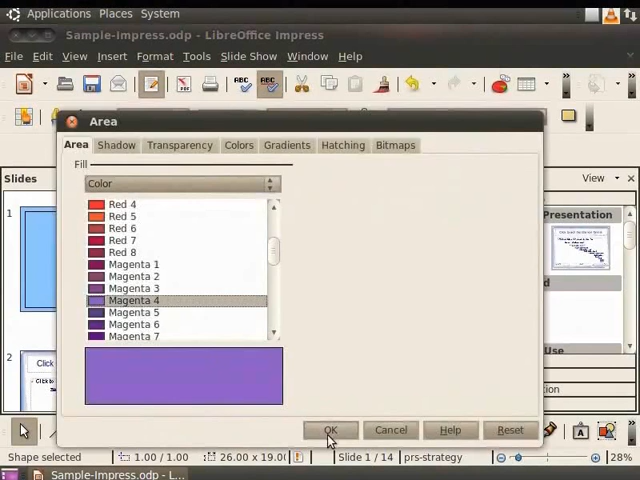 Applications Places System
Sample-Impress.odp - LibreOffice Impress
File Edit View Insert Format Tools Slide Show Window Help
Area
Area Shadow Transparency Colors Gradients Hatching Bitmaps
Fill
Color
Red 4
Red 5
Red 6
Red 7
Red 8
Magenta 1
Magenta 2
Magenta 3
Magenta 4
Magenta 5
Magenta 6
Magenta 7
OK Cancel Help Reset
Slides
1
2
View
Presentation
d
Use
ion
Shape selected 1.00 / 1.00 26.00 x 19.0 Slide 1 / 14 prs-strategy 28%
Sample-Impress.odp - L...